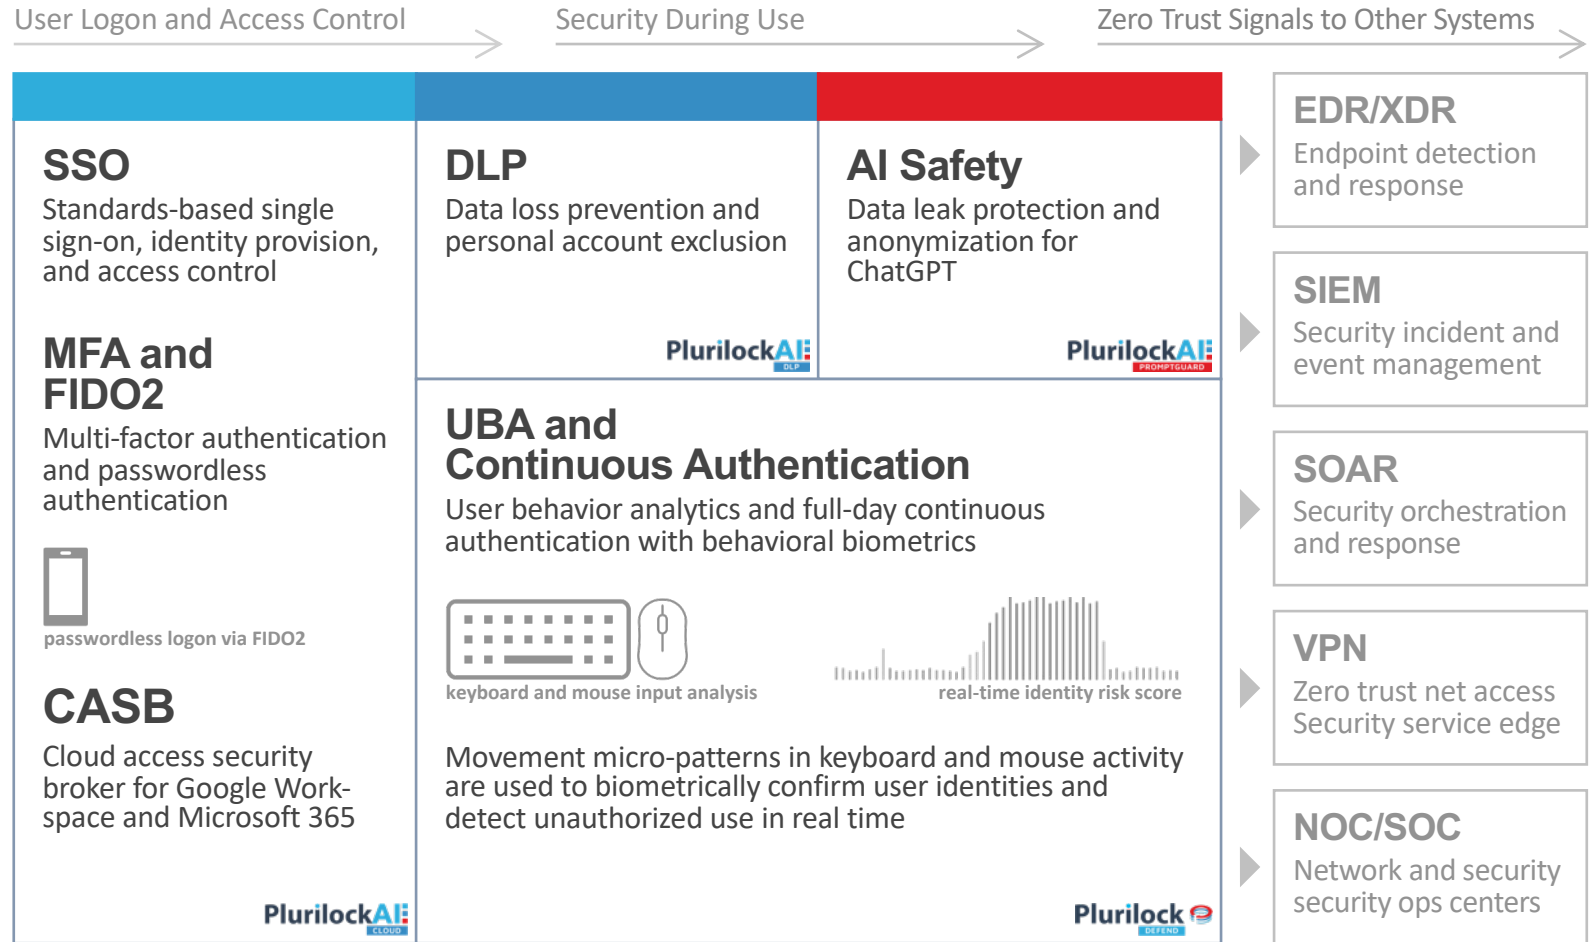 User Logon and Access Control
Security During Use
Zero Trust Signals to Other Systems
SSO
Standards-based single
sign-on, identity provision,
and access control
MFA and
FIDO2
Multi-factor authentication
and passwordless
authentication
passwordless logon via FIDO2
CASB
Cloud access security
broker for Google Work-
space and Microsoft 365
PlurilockAI
CLOUD
DLP
Data loss prevention and
personal account exclusion
PlurilockAI
DLP
AI Safety
Data leak protection and
anonymization for
ChatGPT
PlurilockAI
PROMPTGUARD
UBA and
Continuous Authentication
User behavior analytics and full-day continuous
authentication with behavioral biometrics
keyboard and mouse input analysis
real-time identity risk score
Movement micro-patterns in keyboard and mouse activity
are used to biometrically confirm user identities and
detect unauthorized use in real time
Plurilock
DEFEND
EDR/XDR
Endpoint detection
and response
SIEM
Security incident and
event management
SOAR
Security orchestration
and response
VPN
Zero trust net access
Security service edge
NOC/SOC
Network and security
security ops centers